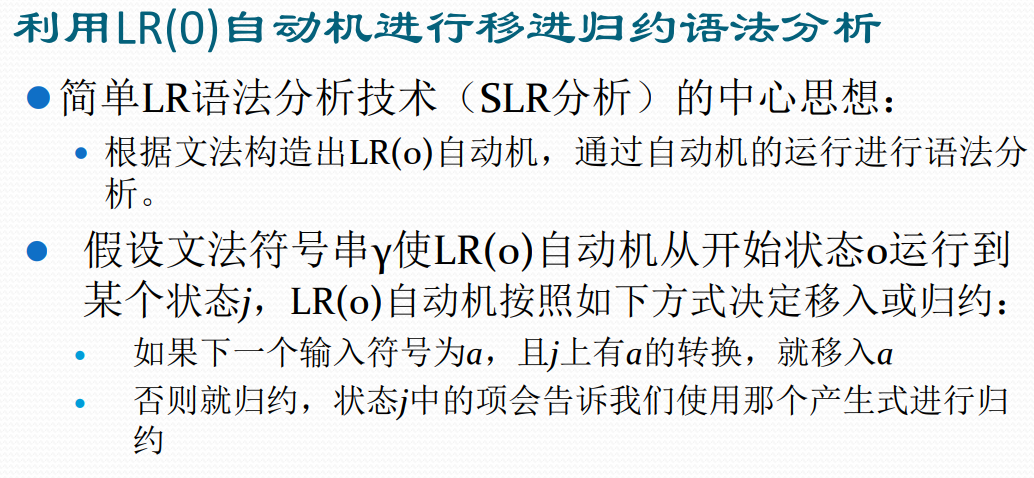 利用LR(0)自动机进行移进归约语法分析
简单LR语法分析技术（SLR分析）的中心思想：
根据文法构造出LR(0)自动机，通过自动机的运行进行语法分
析。
假设文法符号串γ使LR(0)自动机从开始状态0运行到
某个状态j，LR(0)自动机按照如下方式决定移入或归约：
如果下一个输入符号为a，且j上有a的转换，就移入a
否则就归约，状态j中的项会告诉我们使用那个产生式进行归
约